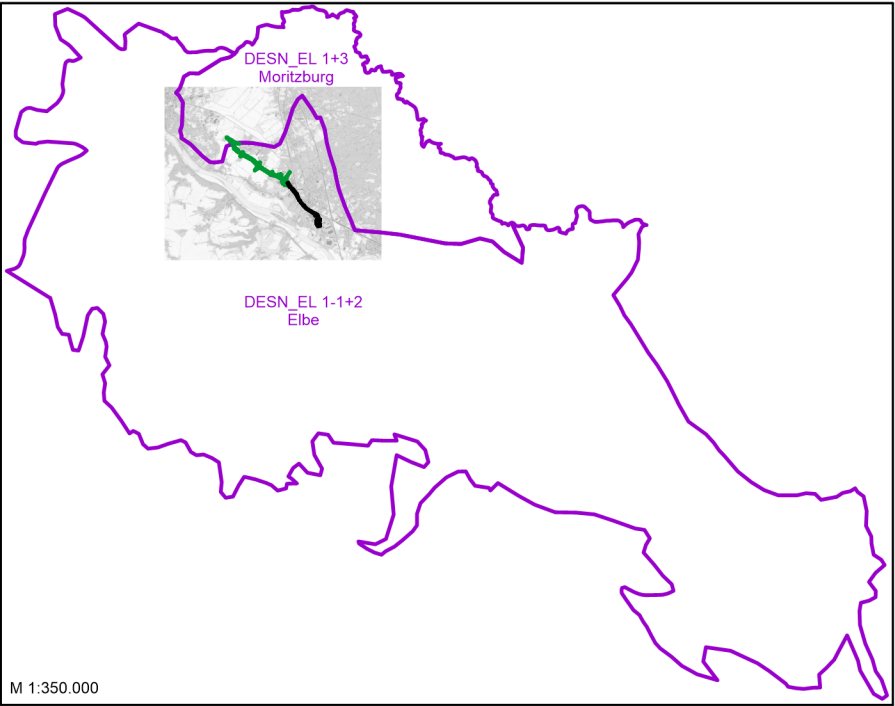 DESN_EL 1+3
Moritzburg
DESN_EL 1-1+2
Elbe
M 1:350.000